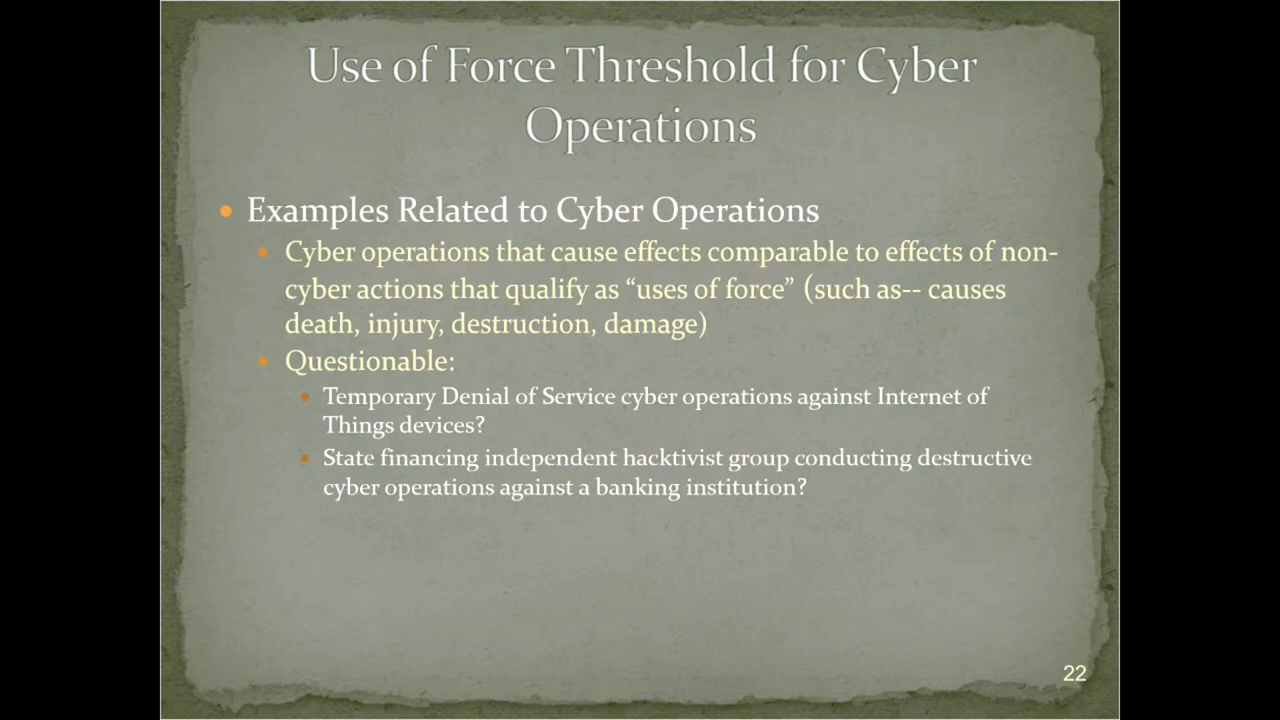 Use of Force Threshold for Cyber
Operations
Examples Related to Cyber Operations
Cyber operations that cause effects comparable to effects of non-
cyber actions that qualify as “uses of force” (such as-- causes
death, injury, destruction, damage)
Questionable:
Temporary Denial of Service cyber operations against Internet of
Things devices?
State financing independent hacktivist group conducting destructive
cyber operations against a banking institution?
22